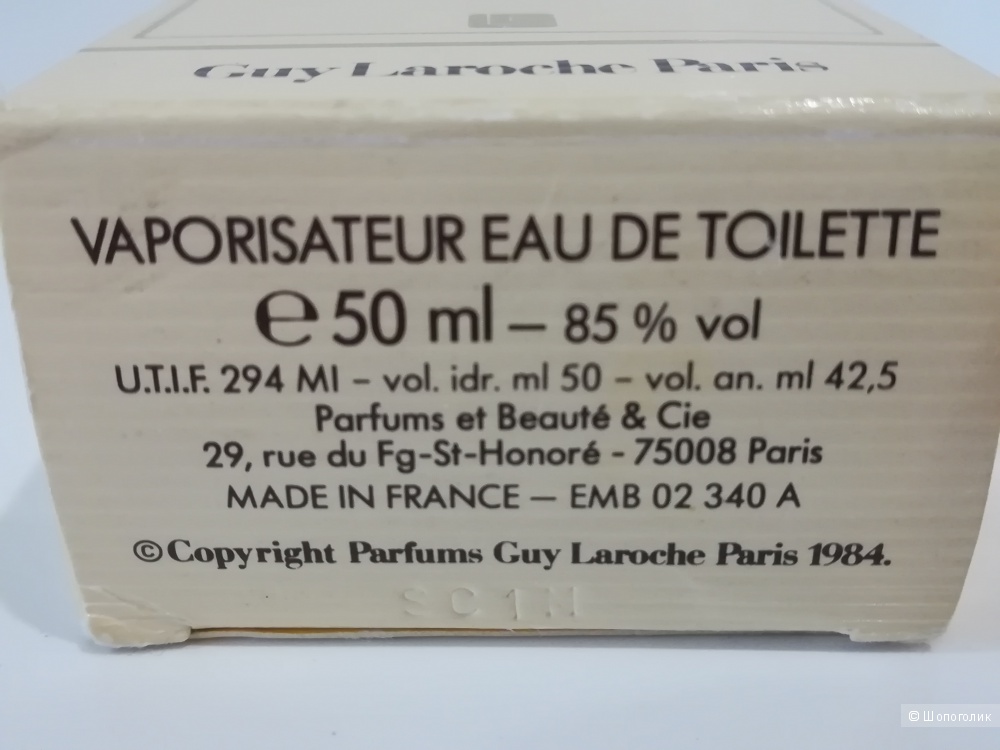 Guy Laroche Paris
VAPORISATEUR EAU DE TOILETTE
℮ 50 ml – 85 % vol
U.T.I.F. 294 MI – vol. idr. ml 50 – vol. an. ml 42,5
Parfums et Beauté & Cie
29, rue du Fg-St-Honoré - 75008 Paris
MADE IN FRANCE – EMB 02 340 A
©Copyright Parfums Guy Laroche Paris 1984.
© Шопоголик